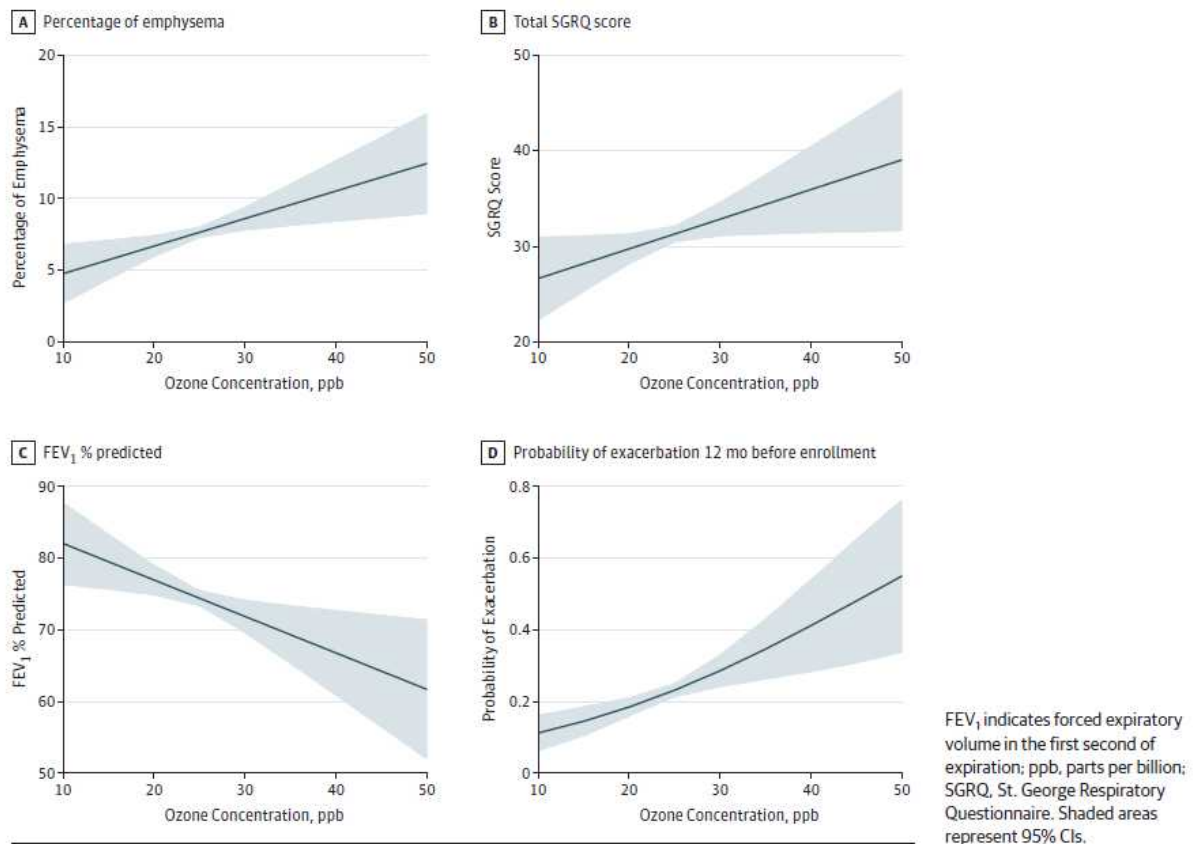 A Percentage of emphysema
20
15
10
5
0
Percentage of Emphysema
10 20 30 40 50
Ozone Concentration, ppb
B Total SGRQ score
50
40
30
20
SGRQ Score
10 20 30 40 50
Ozone Concentration, ppb
C FEV1 % predicted
90
80
70
60
50
FEV1 % Predicted
10 20 30 40 50
Ozone Concentration, ppb
D Probability of exacerbation 12 mo before enrollment
0.8
0.6
0.4
0.2
0
Probability of Exacerbation
10 20 30 40 50
Ozone Concentration, ppb
FEV1 indicates forced expiratory
volume in the first second of
expiration; ppb, parts per billion;
SGRQ, St. George Respiratory
Questionnaire. Shaded areas
represent 95% CIs.